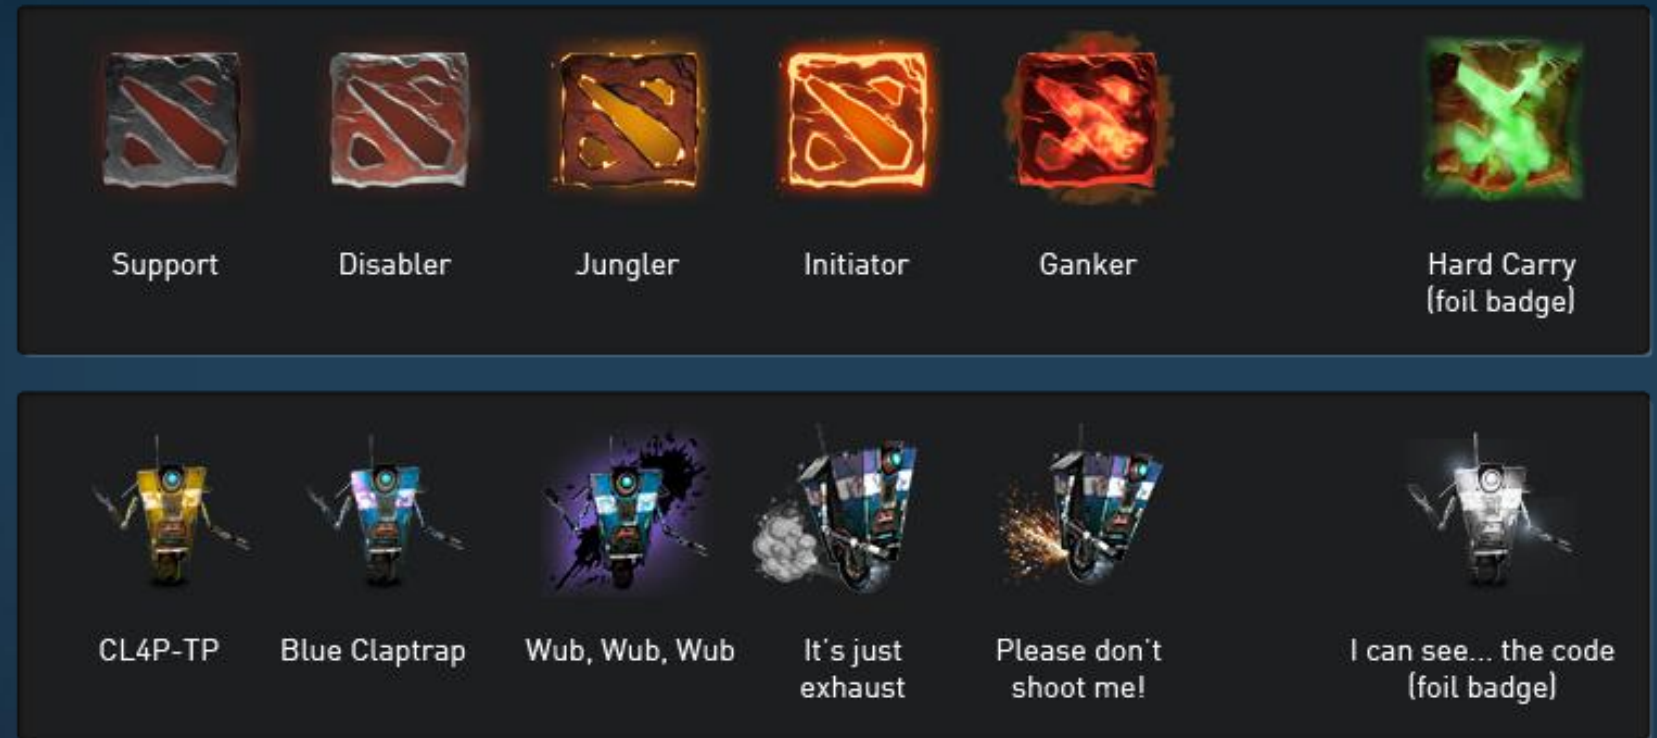 Support
Disabler
Jungler
Initiator
Ganker
Hard Carry
(foil badge)
CL4P-TP
Blue Claptrap
Wub, Wub, Wub
It's just
exhaust
Please don't
shoot me!
I can see... the code
(foil badge)